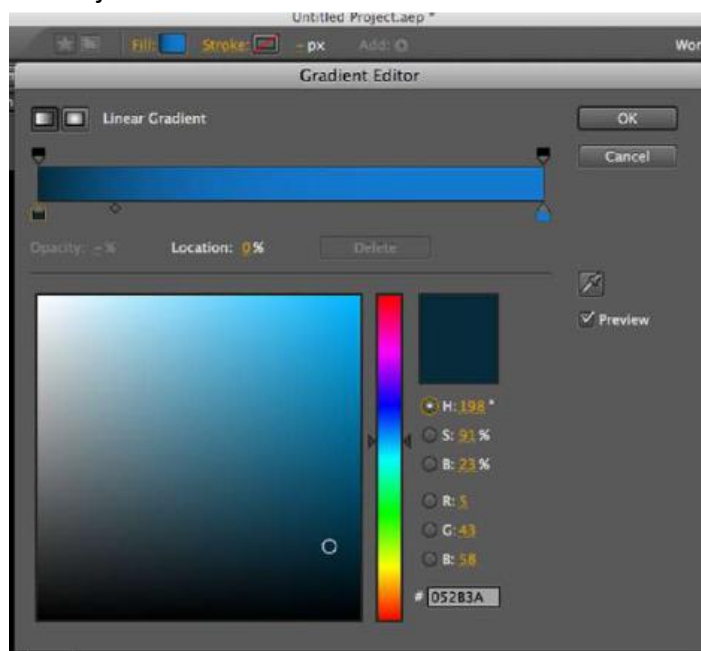 Untitled Project.aep *
Fill: Stroke: - px Add:
Wor
Gradient Editor
Linear Gradient
OK
Cancel
Opacity: - % Location: 0 % Delete
Preview
H: 198 °
S: 91 %
B: 23 %
R: 5
G: 43
B: 58
# 052B3A